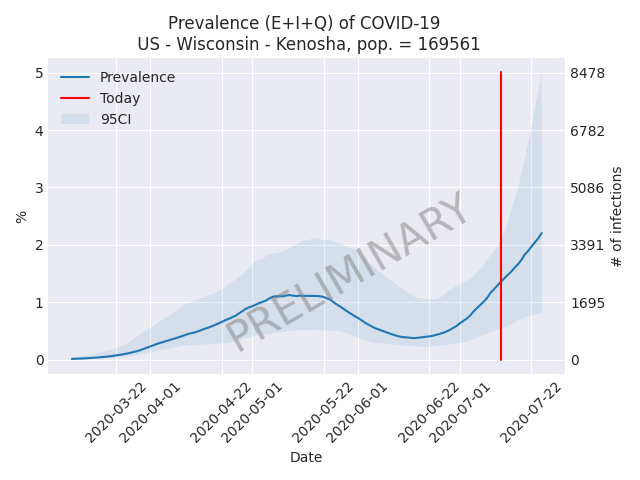 Prevalence (E+I+Q) of COVID-19
US - Wisconsin - Kenosha, pop. = 169561
Prevalence
Today
95CI
PRELIMINARY
%
5
4
3
2
1
0
8478
6782
5086
3391
1695
0
# of infections
2020-03-22
2020-04-01
2020-04-22
2020-05-01
2020-05-22
2020-06-01
2020-06-22
2020-07-01
2020-07-22
Date